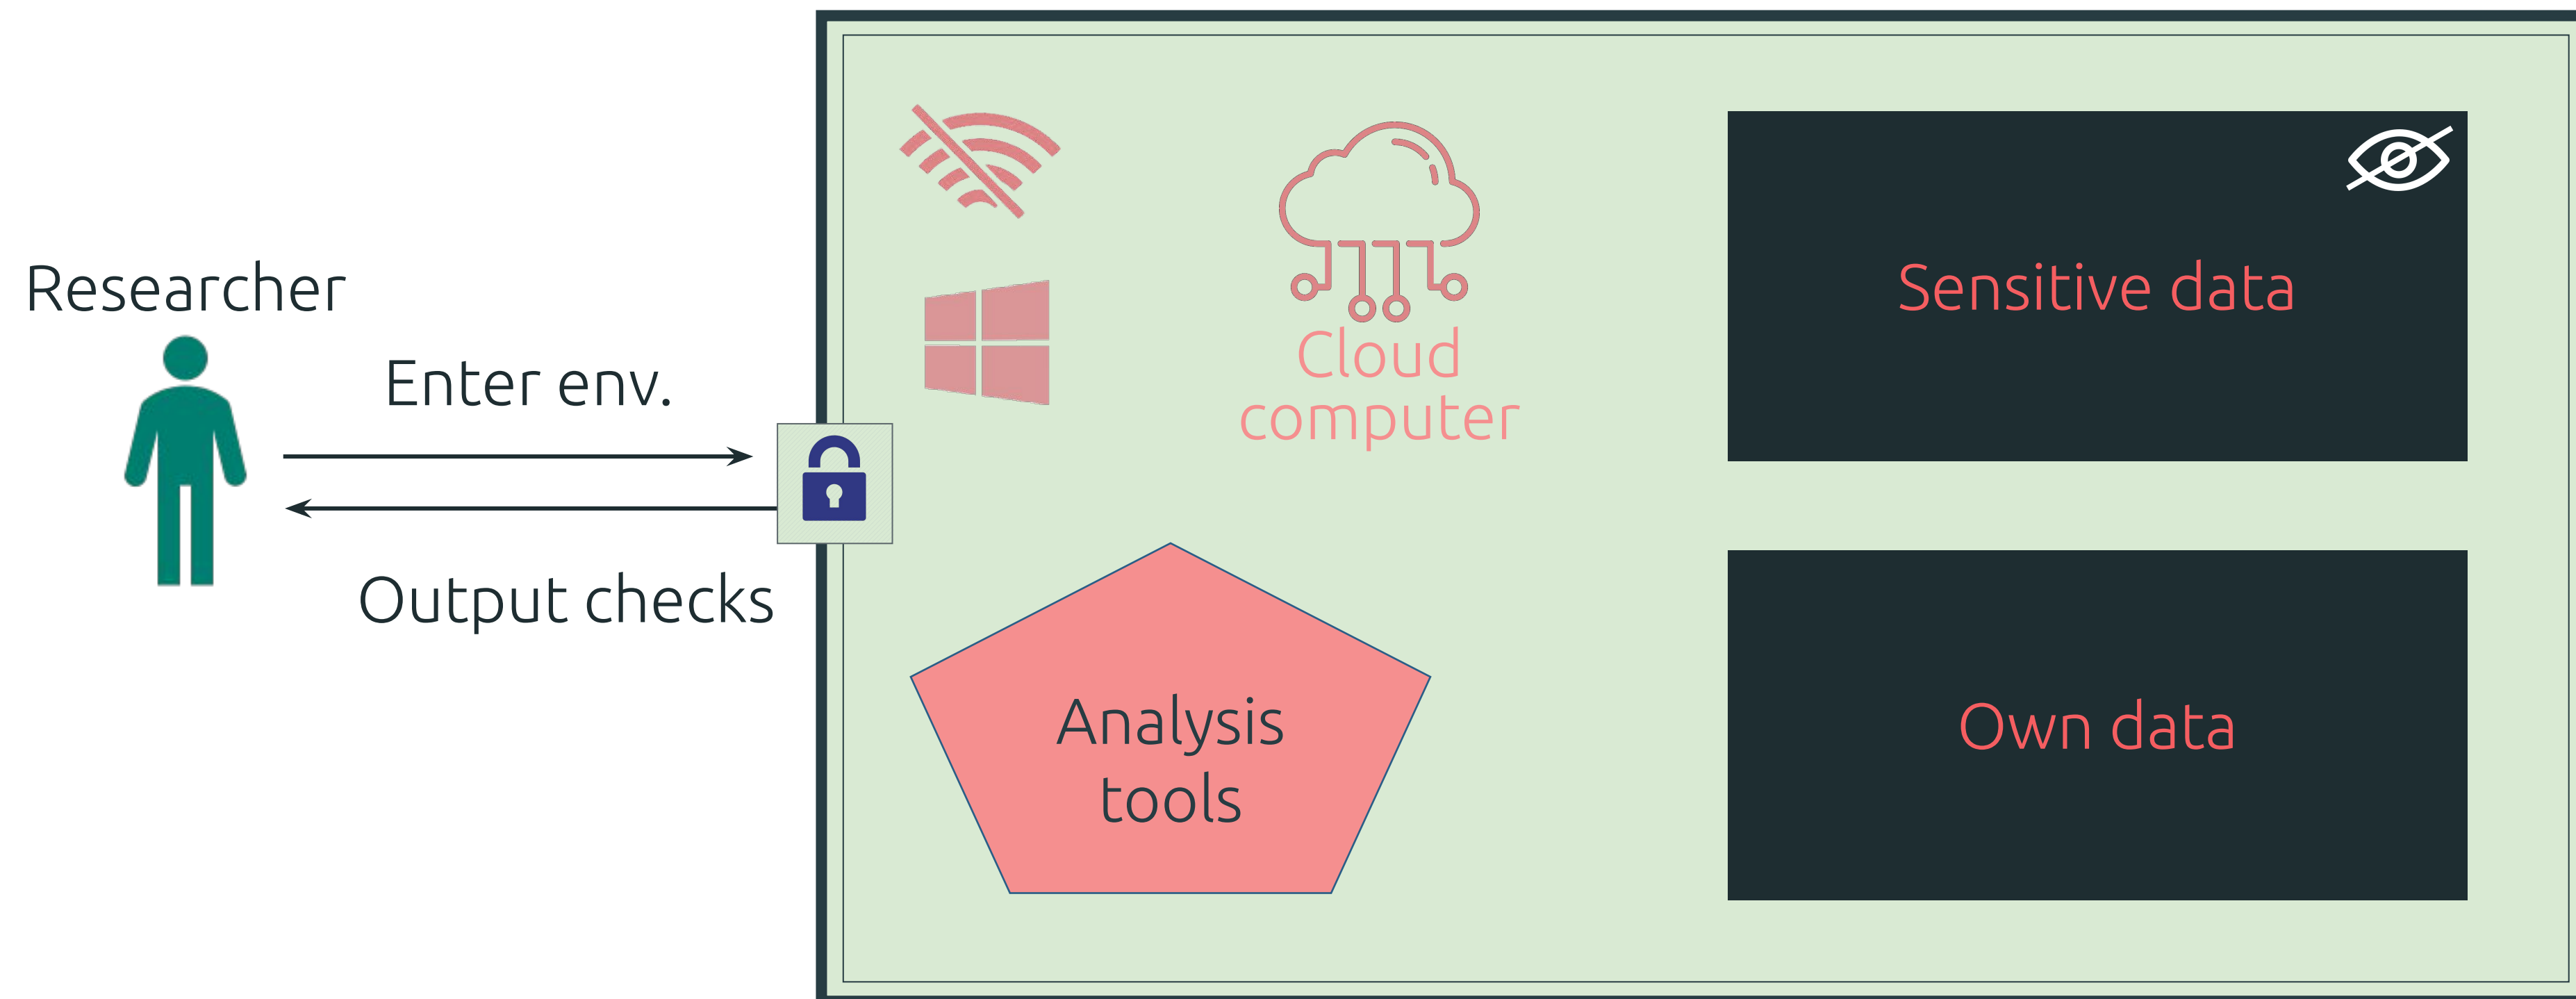 Researcher
Enter env.
Output checks
Cloud
computer
Analysis
tools
Sensitive data
Own data